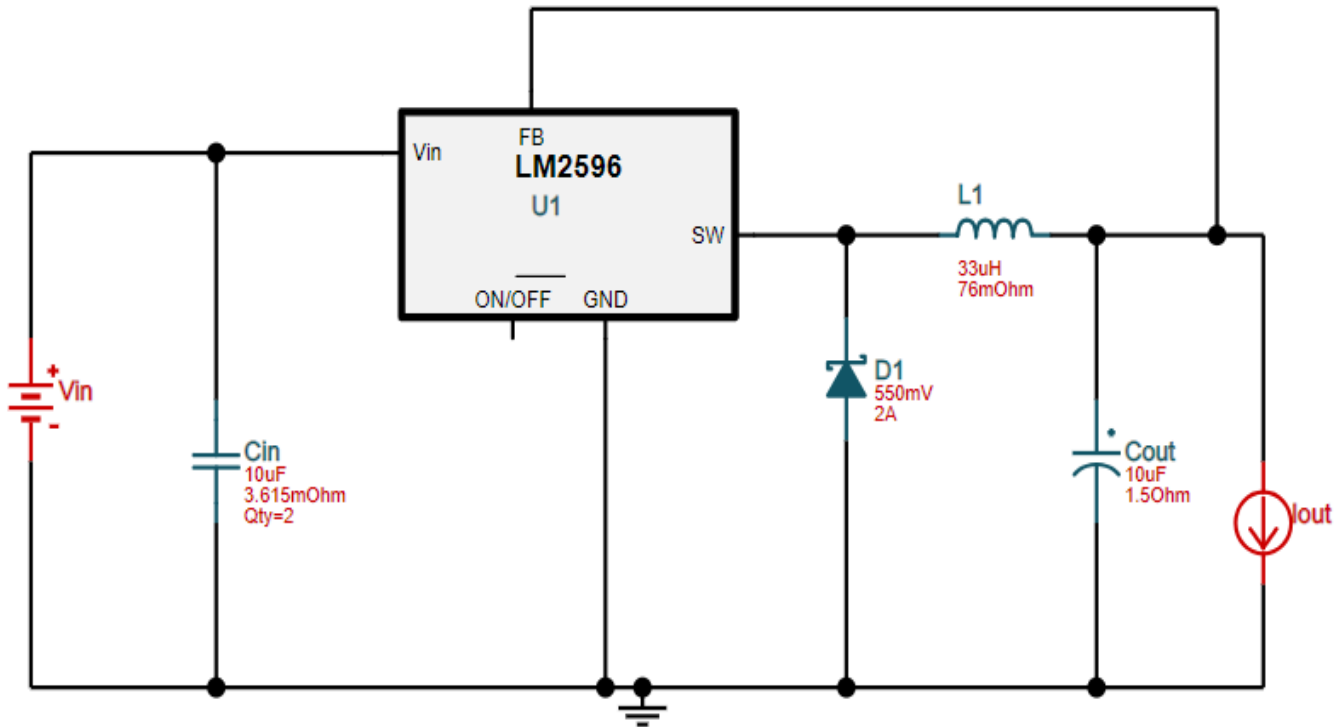 FB
Vin
LM2596
U1
SW
ON/OFF GND
L1
33uH
76mOhm
+
Vin
-
D1
550mV
2A
Cin
10uF
3.615mOhm
Qty=2
Cout
10uF
1.5Ohm
Iout